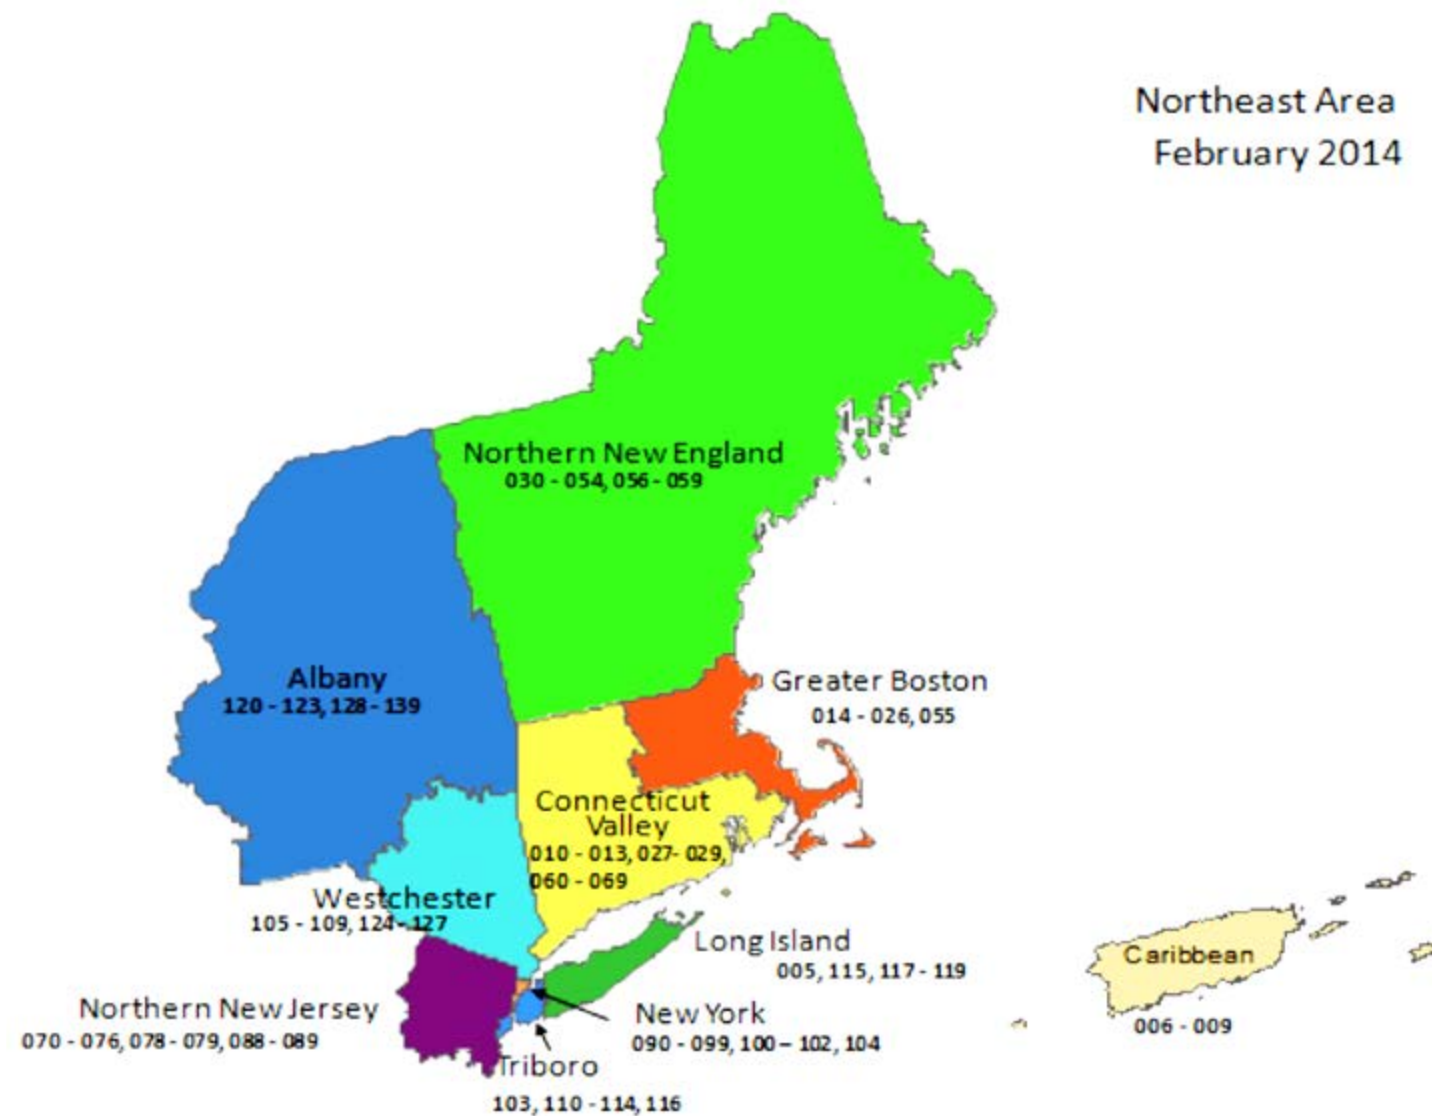 Northeast Area
February 2014
Northern New England
030 - 054, 056 - 059
Albany
120 - 123, 128 - 139
Greater Boston
014 - 026, 055
Connecticut
Valley
010 - 013, 027- 029,
060 - 069
Westchester
105 - 109, 124 - 127
Long Island
005, 115, 117 - 119
Caribbean
006 - 009
Northern New Jersey
070 - 076, 078 - 079, 088 - 089
New York
090 - 099, 100 – 102, 104
Triboro
103, 110 - 114, 116